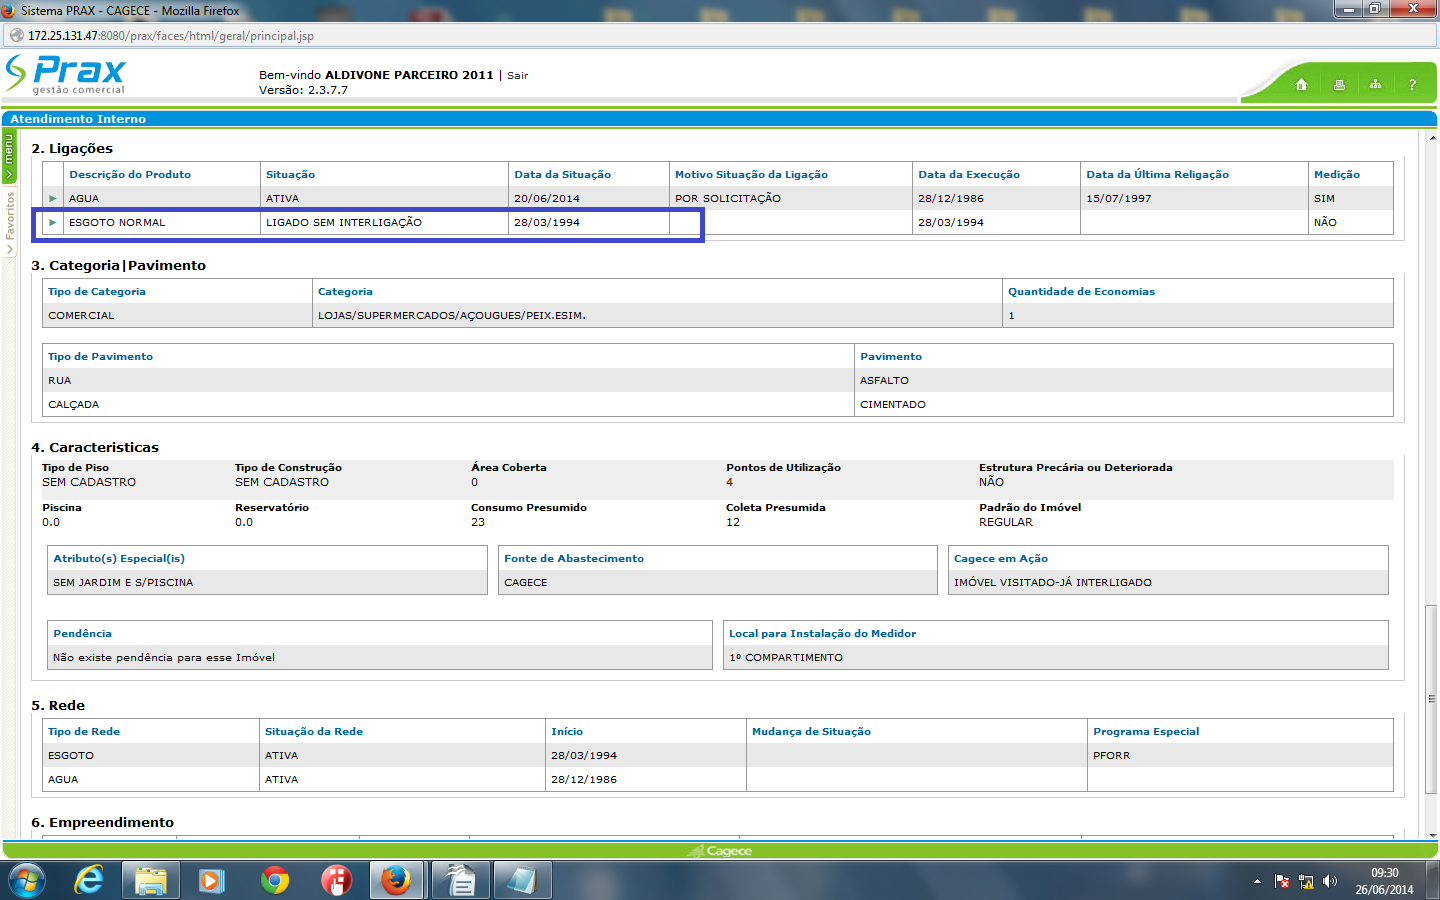 Sistema PRAX - CAGECE - Mozilla Firefox
172.25.131.47:8080/prax/faces/html/geral/principal.jsp
Prax
gestão comercial
Bem-vindo ALDIVONE PARCEIRO 2011 | Sair
Versão: 2.3.7.7
?
Atendimento Interno
menu
Favoritos
2. Ligações
Descrição do Produto Situação Data da Situação Motivo Situação da Ligação Data da Execução Data da Última Religação Medição
AGUA ATIVA 20/06/2014 POR SOLICITAÇÃO 28/12/1986 15/07/1997 SIM
ESGOTO NORMAL LIGADO SEM INTERLIGAÇÃO 28/03/1994 28/03/1994 NÃO
3. Categoria|Pavimento
Tipo de Categoria Categoria Quantidade de Economias
COMERCIAL LOJAS/SUPERMERCADOS/AÇOUGUES/PEIX.ESIM. 1
Tipo de Pavimento Pavimento
RUA ASFALTO
CALÇADA CIMENTADO
4. Caracteristicas
Tipo de Piso Tipo de Construção Área Coberta Pontos de Utilização Estrutura Precária ou Deteriorada
SEM CADASTRO SEM CADASTRO 0 4 NÃO
Piscina Reservatório Consumo Presumido Coleta Presumida Padrão do Imóvel
0.0 0.0 23 12 REGULAR
Atributo(s) Especial(is) Fonte de Abastecimento Cagece em Ação
SEM JARDIM E S/PISCINA CAGECE IMÓVEL VISITADO-JÁ INTERLIGADO
Pendência Local para Instalação do Medidor
Não existe pendência para esse Imóvel 1º COMPARTIMENTO
5. Rede
Tipo de Rede Situação da Rede Início Mudança de Situação Programa Especial
ESGOTO ATIVA 28/03/1994 PFORR
AGUA ATIVA 28/12/1986
6. Empreendimento
Cagece
09:30
26/06/2014